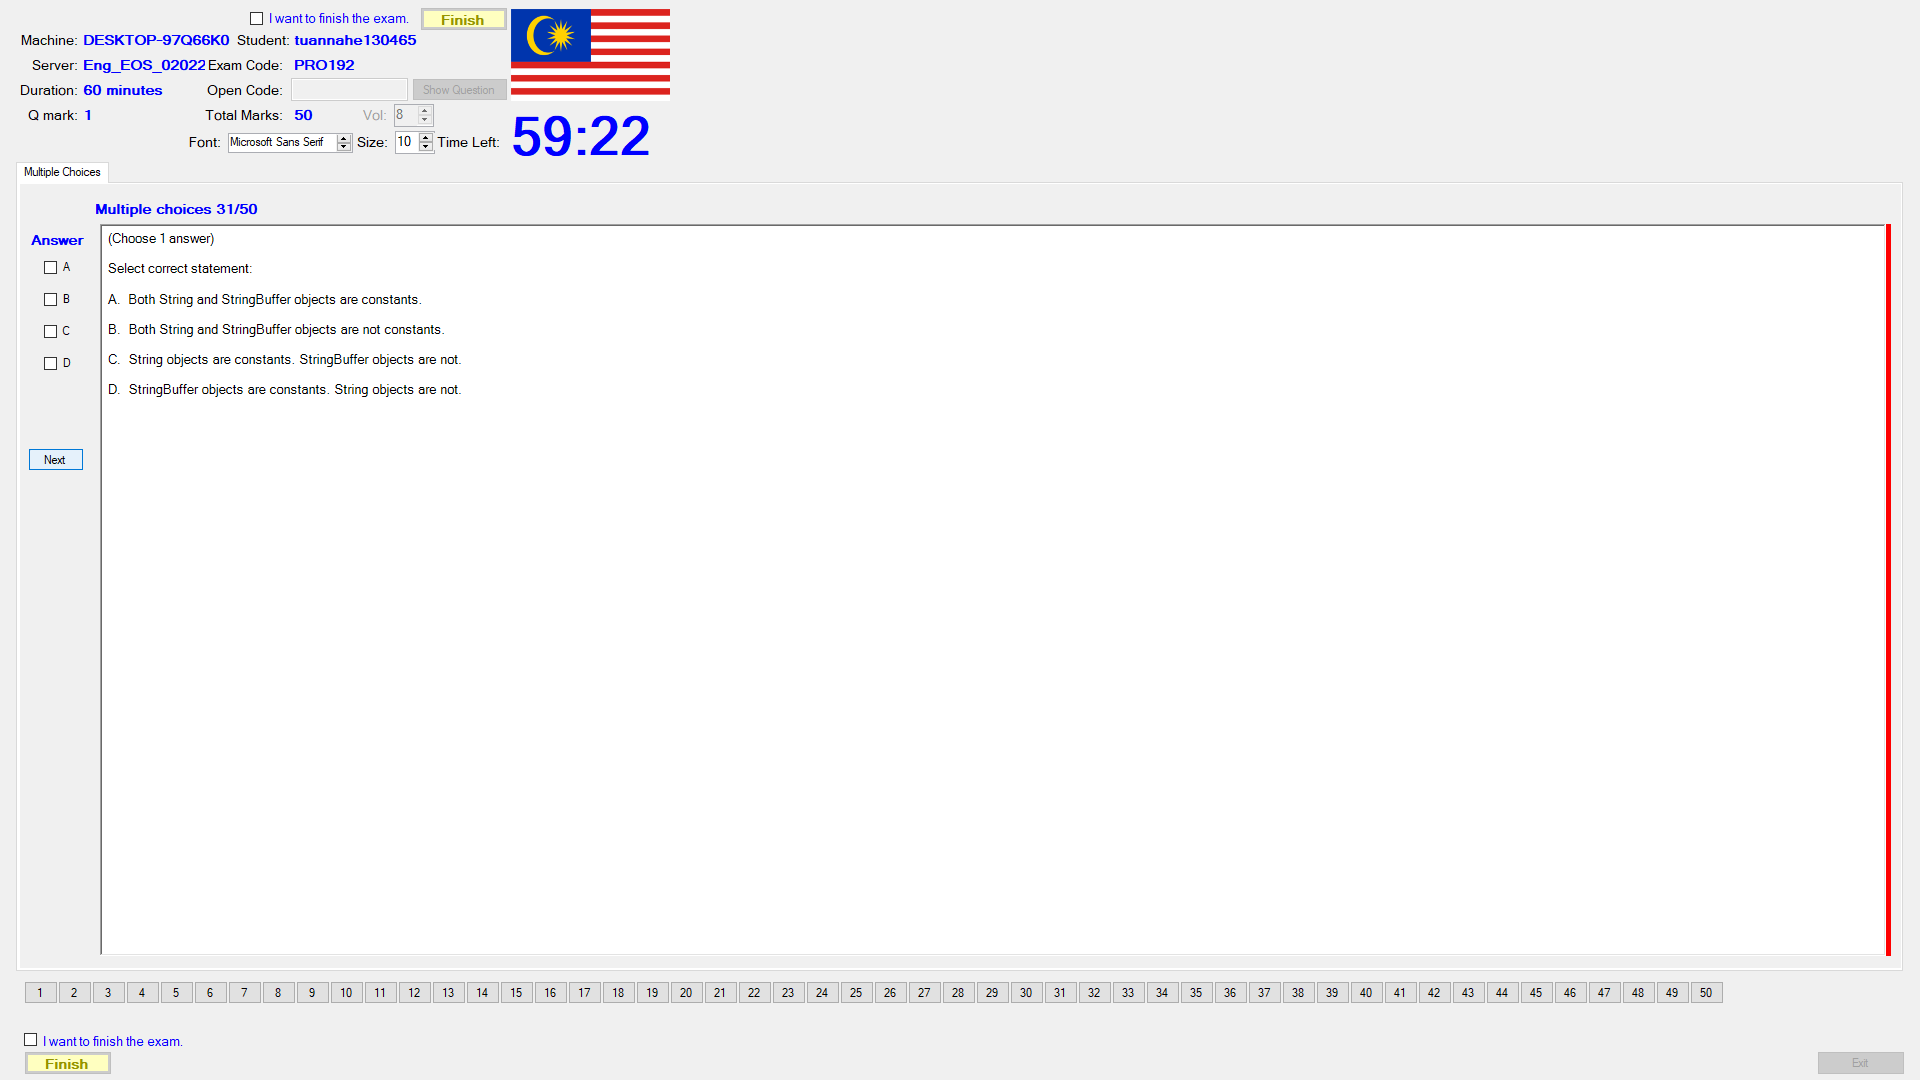 I want to finish the exam. Finish
Machine: DESKTOP-97Q66K0 Student: tuannahe130465
Server: Eng_EOS_02022 Exam Code: PRO192
Duration: 60 minutes Open Code: Show Question
Q mark: 1 Total Marks: 50 Vol: 8
Font: Microsoft Sans Serif Size: 10 Time Left: 59:22
Multiple Choices
Multiple choices 31/50
Answer
(Choose 1 answer)
A
Select correct statement:
B
A. Both String and StringBuffer objects are constants.
C
B. Both String and StringBuffer objects are not constants.
D
C. String objects are constants. StringBuffer objects are not.
D. StringBuffer objects are constants. String objects are not.
Next
1 2 3 4 5 6 7 8 9 10 11 12 13 14 15 16 17 18 19 20 21 22 23 24 25 26 27 28 29 30 31 32 33 34 35 36 37 38 39 40 41 42 43 44 45 46 47 48 49 50
I want to finish the exam.
Finish
Exit